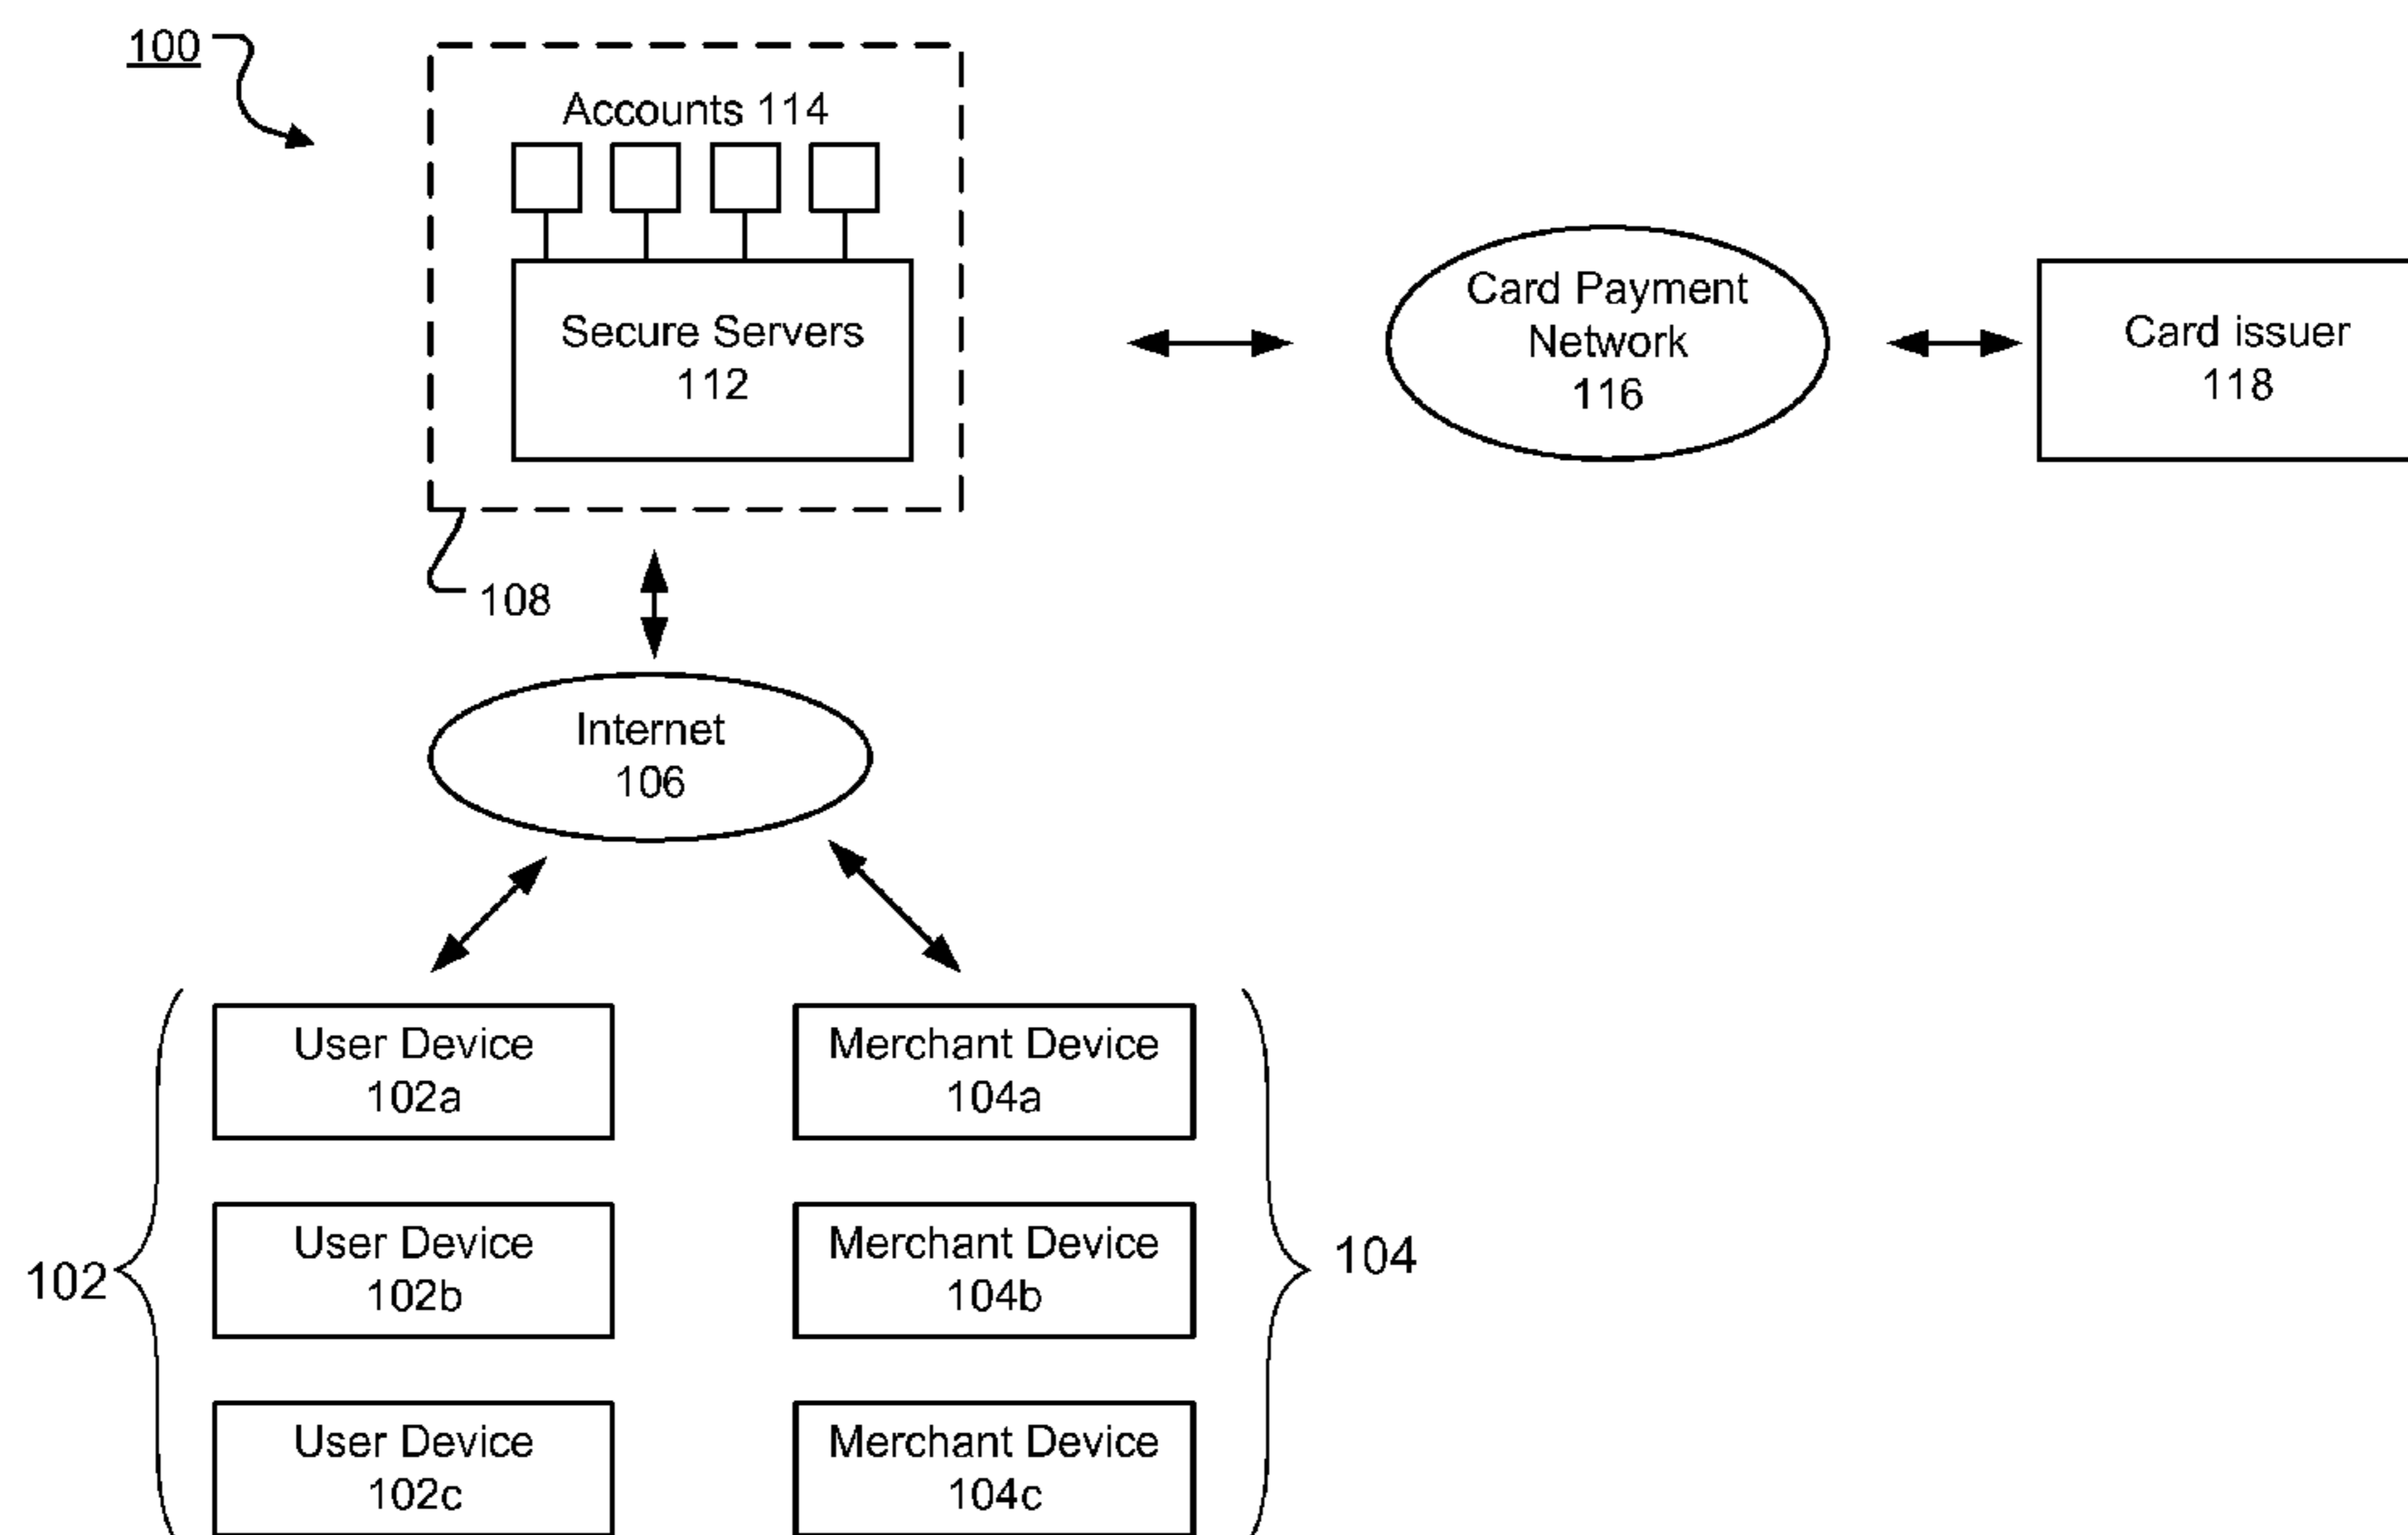 100
Accounts 114
Secure Servers
112
Card Payment
Network
116
Card issuer
118
108
Internet
106
User Device
102a
Merchant Device
104a
User Device
102b
Merchant Device
104b
102
104
User Device
102c
Merchant Device
104c